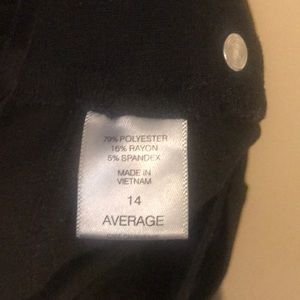 79% POLYESTER
16% RAYON
5% SPANDEX
MADE IN
VIETNAM
14
AVERAGE